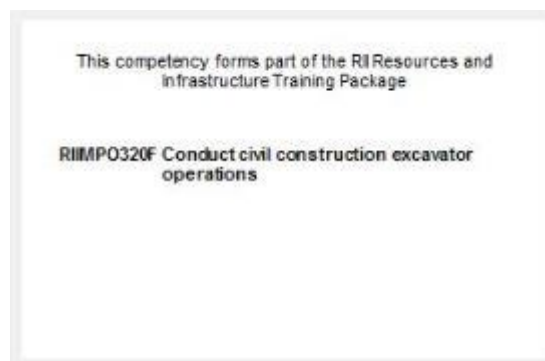 This competency forms part of the RII Resources and
Infrastructure Training Package
RIIMPO320F Conduct civil construction excavator
operations